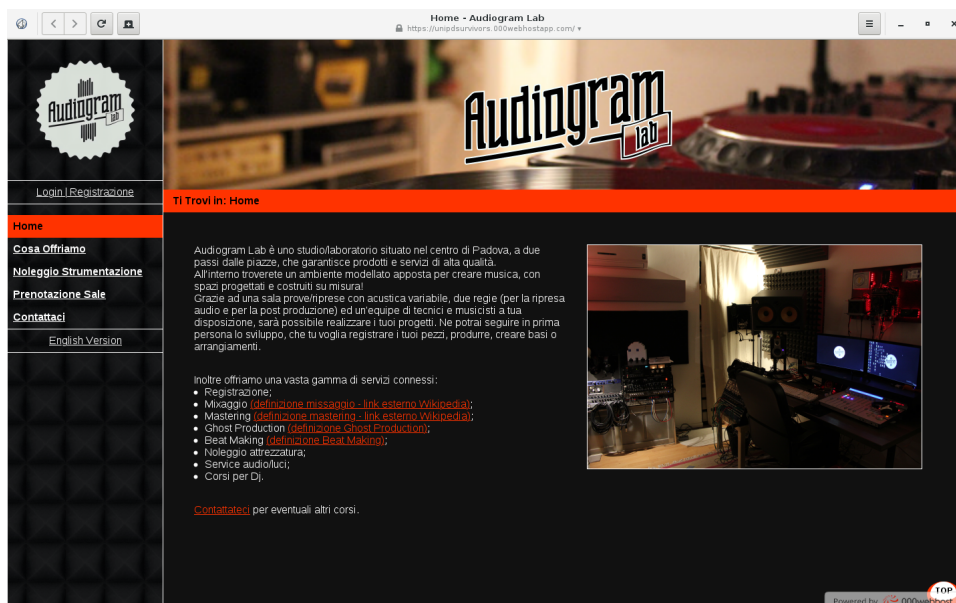 Home - Audiogram Lab
https://unipdsurvivors.000webhostapp.com/
Audiogram
lab
Audiogram
lab
Login | Registrazione
Ti Trovi in: Home
Home
Cosa Offriamo
Noleggio Strumentazione
Prenotazione Sale
Contattaci
English Version
Audiogram Lab è uno studio/laboratorio situato nel centro di Padova, a due
passi dalle piazze, che garantisce prodotti e servizi di alta qualità.
All'interno troverete un ambiente modellato apposta per creare musica, con
spazi progettati e costruiti su misura!
Grazie ad una sala prove/riprese con acustica variabile, due regie (per la ripresa
audio e per la post produzione) ed un'equipe di tecnici e musicisti a tua
disposizione, sarà possibile realizzare i tuoi progetti. Ne potrai seguire in prima
persona lo sviluppo, che tu voglia registrare i tuoi pezzi, produrre, creare basi o
arrangiamenti.
Inoltre offriamo una vasta gamma di servizi connessi:
Registrazione;
Mixaggio (definizione missaggio - link esterno Wikipedia);
Mastering (definizione mastering - link esterno Wikipedia);
Ghost Production (definizione Ghost Production);
Beat Making (definizione Beat Making);
Noleggio attrezzatura;
Service audio/luci;
Corsi per Dj.
Contattateci per eventuali altri corsi.
TOP
Powered by 000webhost